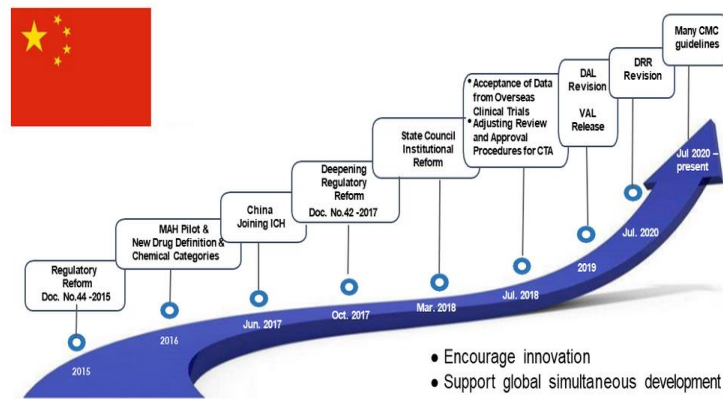 Regulatory
Reform
Doc. No.44 -2015
2015
MAH Pilot &
New Drug Definition &
Chemical Categories
2016
China
Joining ICH
Jun. 2017
Deepening
Regulatory
Reform
Doc. No.42 -2017
Oct. 2017
State Council
Institutional
Reform
Mar. 2018
• Acceptance of Data
from Overseas
Clinical Trials
• Adjusting Review
and Approval
Procedures for CTA
Jul. 2018
DAL
Revision
VAL
Release
2019
DRR
Revision
Jul. 2020
Many CMC
guidelines
Jul 2020 –
present
• Encourage innovation
• Support global simultaneous development